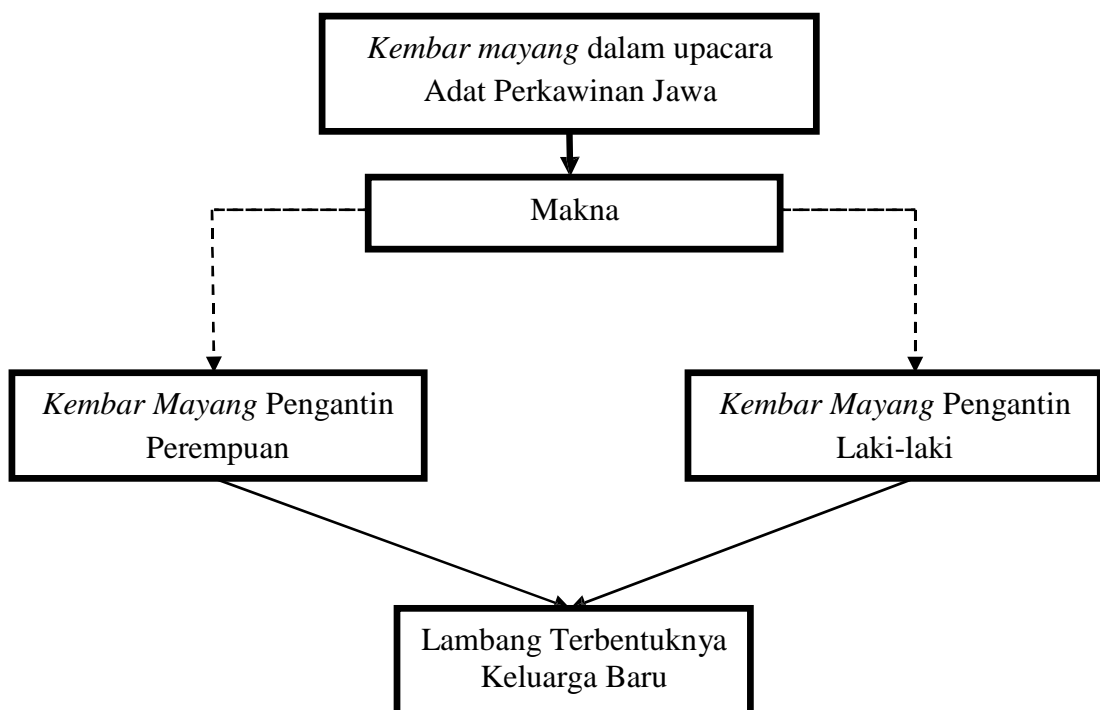 Kembar mayang dalam upacara
Adat Perkawinan Jawa
Makna
Kembar Mayang Pengantin
Perempuan
Kembar Mayang Pengantin
Laki-laki
Lambang Terbentuknya
Keluarga Baru